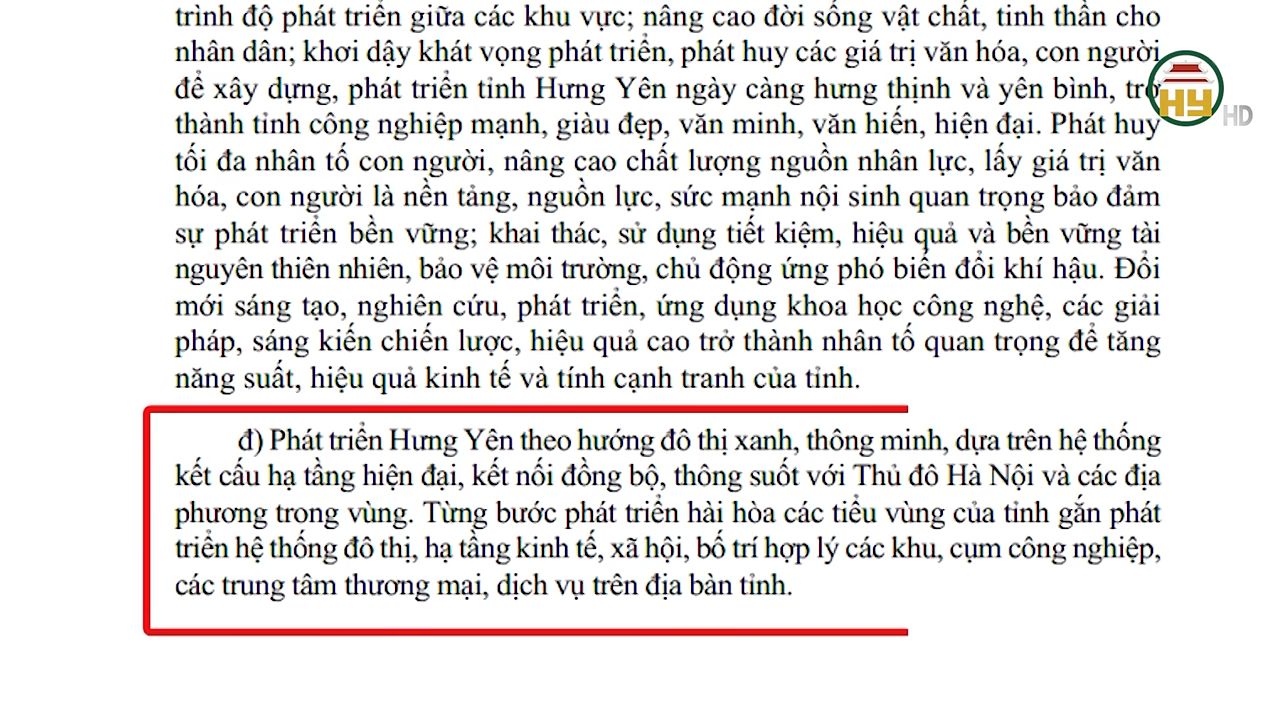 trình độ phát triển giữa các khu vực; nâng cao đời sống vật chất, tinh thần cho
nhân dân; khơi dậy khát vọng phát triển, phát huy các giá trị văn hóa, con người
để xây dựng, phát triển tỉnh Hưng Yên ngày càng hưng thịnh và yên bình, trở
thành tỉnh công nghiệp mạnh, giàu đẹp, văn minh, văn hiến, hiện đại. Phát huy
tối đa nhân tố con người, nâng cao chất lượng nguồn nhân lực, lấy giá trị văn
hóa, con người là nền tảng, nguồn lực, sức mạnh nội sinh quan trọng bảo đảm
sự phát triển bền vững; khai thác, sử dụng tiết kiệm, hiệu quả và bền vững tài
nguyên thiên nhiên, bảo vệ môi trường, chủ động ứng phó biến đổi khí hậu. Đổi
mới sáng tạo, nghiên cứu, phát triển, ứng dụng khoa học công nghệ, các giải
pháp, sáng kiến chiến lược, hiệu quả cao trở thành nhân tố quan trọng để tăng
năng suất, hiệu quả kinh tế và tính cạnh tranh của tỉnh.
đ) Phát triển Hưng Yên theo hướng đô thị xanh, thông minh, dựa trên hệ thống
kết cấu hạ tầng hiện đại, kết nối đồng bộ, thông suốt với Thủ đô Hà Nội và các địa
phương trong vùng. Từng bước phát triển hài hòa các tiểu vùng của tỉnh gắn phát
triển hệ thống đô thị, hạ tầng kinh tế, xã hội, bố trí hợp lý các khu, cụm công nghiệp,
các trung tâm thương mại, dịch vụ trên địa bàn tỉnh.
HY HD